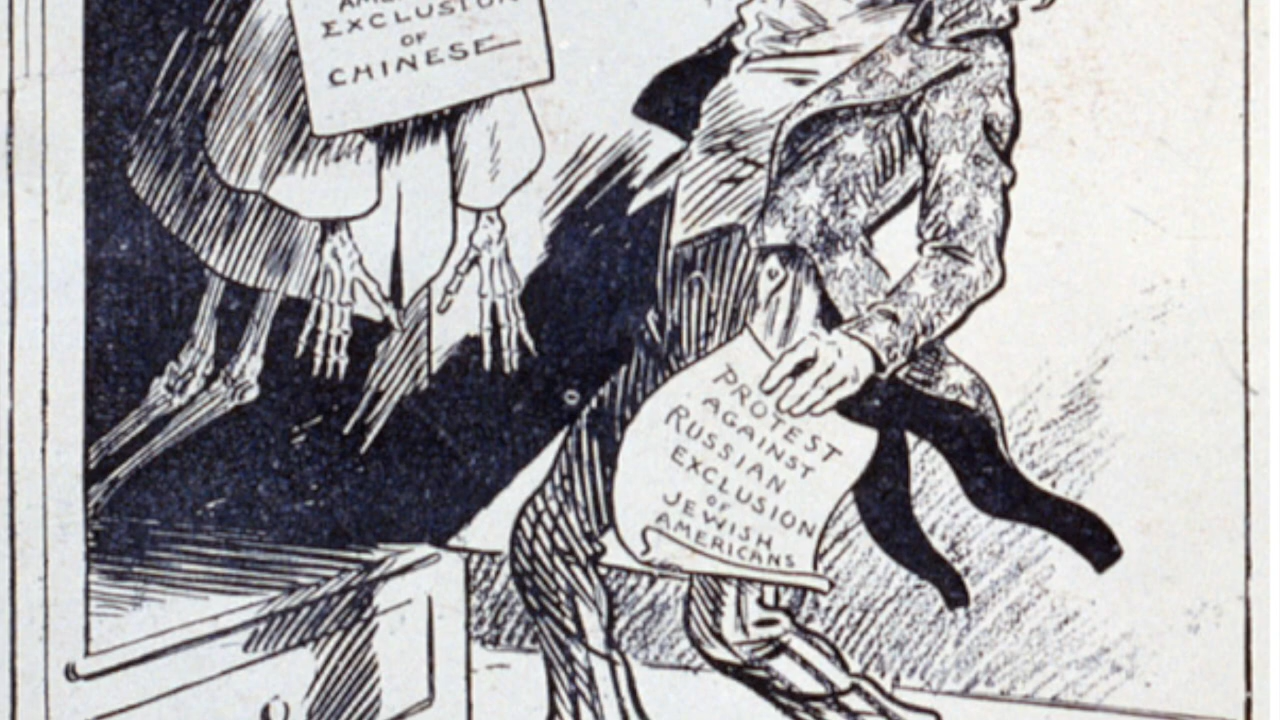 EXCLUSION
OF
CHINESE
PROTEST
AGAINST
RUSSIAN
EXCLUSION
OF
JEWISH
AMERICANS